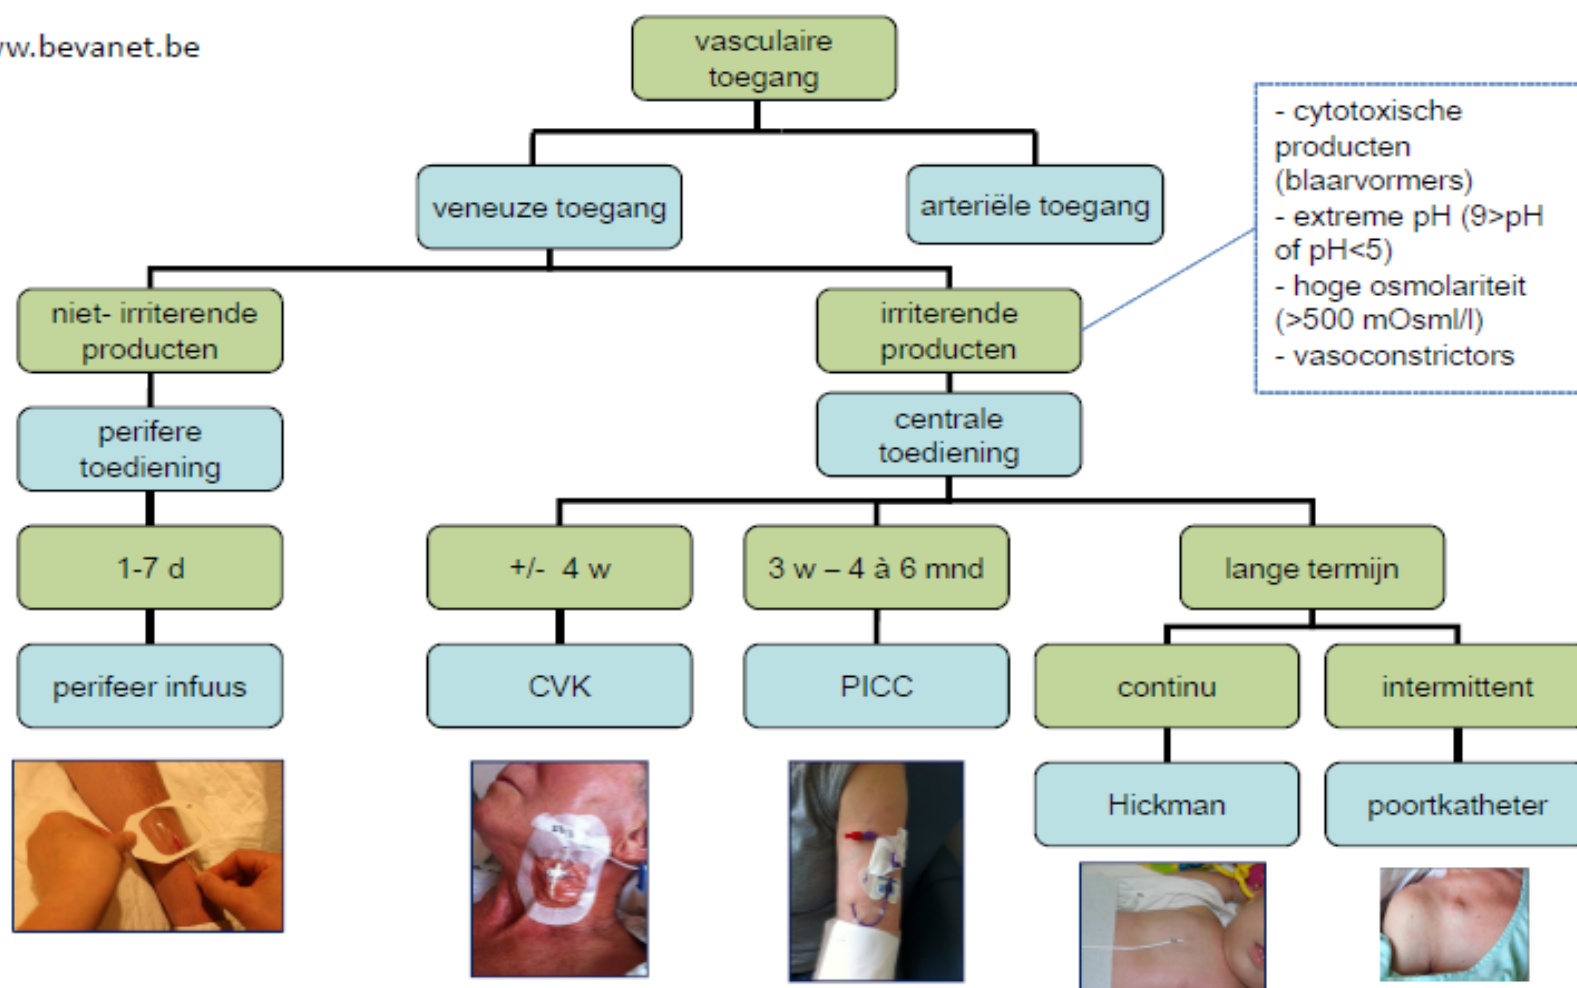 ww.bevanet.be
vasculaire
toegang
veneuze toegang
arteriële toegang
- cytotoxische
producten
(blaarvormers)
- extreme pH (9>pH
of pH<5)
- hoge osmolariteit
(>500 mOsml/l)
- vasoconstrictors
niet- irriterende
producten
irriterende
producten
perifere
toediening
centrale
toediening
1-7 d
+/- 4 w
3 w – 4 à 6 mnd
lange termijn
perifeer infuus
CVK
PICC
continu
intermittent
Hickman
poortkatheter